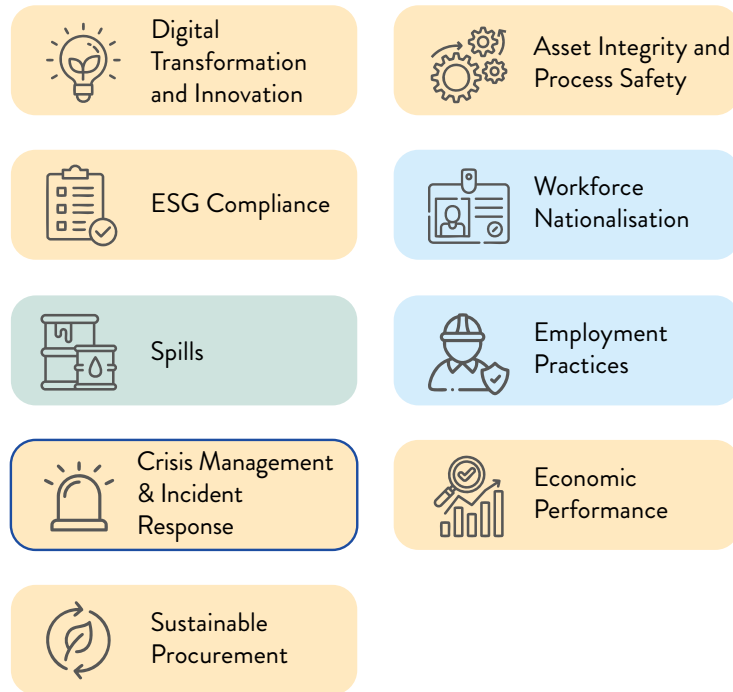 Digital
Transformation
and Innovation
Asset Integrity and
Process Safety
ESG Compliance
Workforce
Nationalisation
Spills
Employment
Practices
Crisis Management
& Incident
Response
Economic
Performance
Sustainable
Procurement